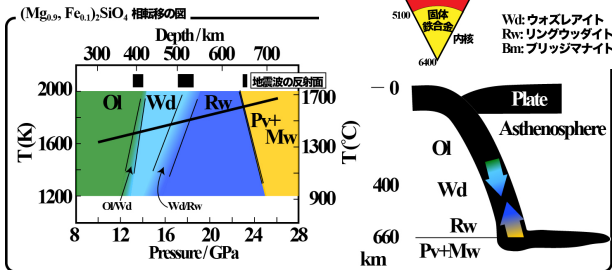 (Mg0.9, Fe0.1)2SiO4 相転移の図
Depth/km
300 400 500 600 700
地震波の反射面
2000
1600
1200
T(K)
Ol Wd Rw Pv+
Mw
Ol/Wd
Wd/Rw
1700
1300
900
T(℃)
8 12 16 20 24 28
Pressure/GPa
5100
固体
鉄合金
内核
6400
Wd: ウォズレアイト
Rw: リングウッダイト
Bm: ブリッジマナイト
0
Plate
Asthenosphere
Ol
400
Wd
Rw
660
Pv+Mw
km